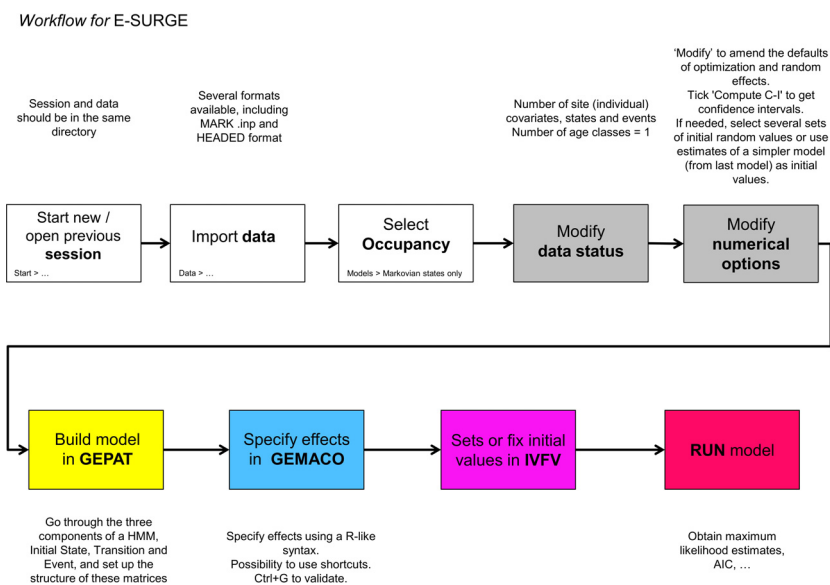 Workflow for E-SURGE
Session and data
should be in the same
directory
Several formats
available, including
MARK .inp and
HEADED format
Number of site (individual)
covariates, states and events
Number of age classes = 1
‘Modify’ to amend the defaults
of optimization and random
effects.
Tick 'Compute C-I' to get
confidence intervals.
If needed, select several sets
of initial random values or use
estimates of a simpler model
(from last model) as initial
values.
Start new /
open previous
session
Start > ...
Import data
Data > ...
Select
Occupancy
Models > Markovian states only
Modify
data status
Modify
numerical
options
Build model
in GEPAT
Specify effects
in GEMACO
Sets or fix initial
values in IVFV
RUN model
Go through the three
components of a HMM,
Initial State, Transition and
Event, and set up the
structure of these matrices
Specify effects using a R-like
syntax.
Possibility to use shortcuts.
Ctrl+G to validate.
Obtain maximum
likelihood estimates,
AIC, ...